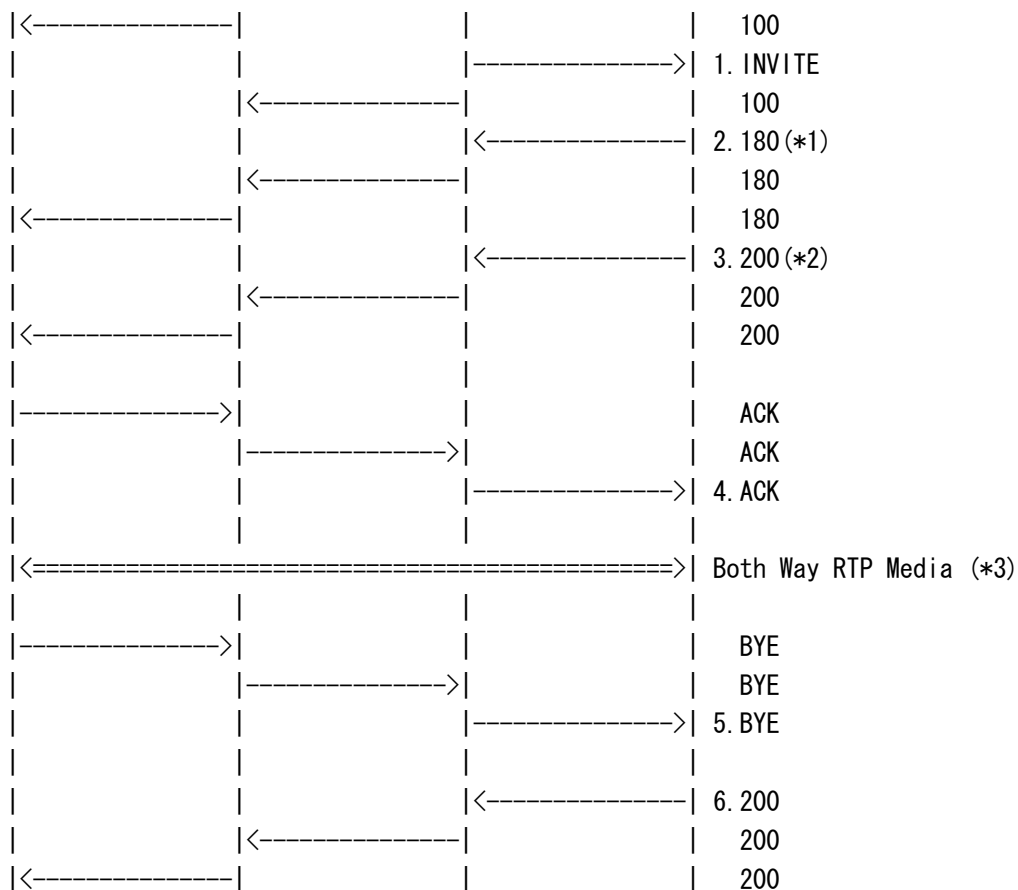 |<---------------| | | 100
| | |--------------->| 1.INVITE
| |<---------------| | 100
| | |<---------------| 2.180(*1)
| |<---------------| | 180
|<---------------| | | 180
| | |<---------------| 3.200(*2)
| |<---------------| | 200
|<---------------| | | 200
| | | |
|--------------->| | | ACK
| |--------------->| | ACK
| | |--------------->| 4.ACK
| | | |
|<================================================>| Both Way RTP Media (*3)
| | | |
|--------------->| | | BYE
| |--------------->| | BYE
| | |--------------->| 5.BYE
| | | |
| | |<---------------| 6.200
| |<---------------| | 200
|<---------------| | | 200